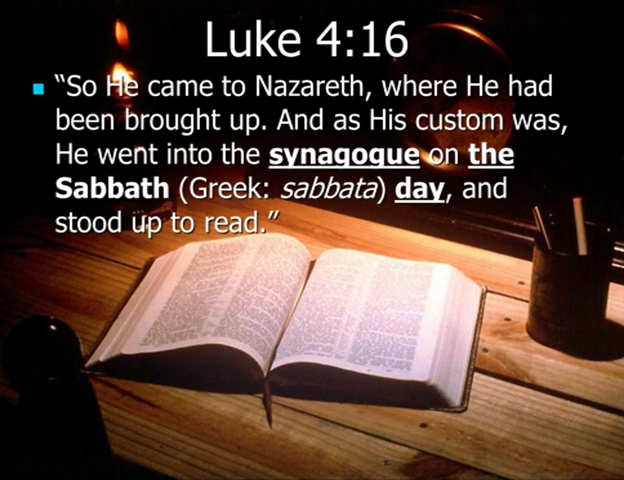 Luke 4:16
“So He came to Nazareth, where He had
been brought up. And as His custom was,
He went into the synagogue on the
Sabbath (Greek: sabbata) day, and
stood up to read.”